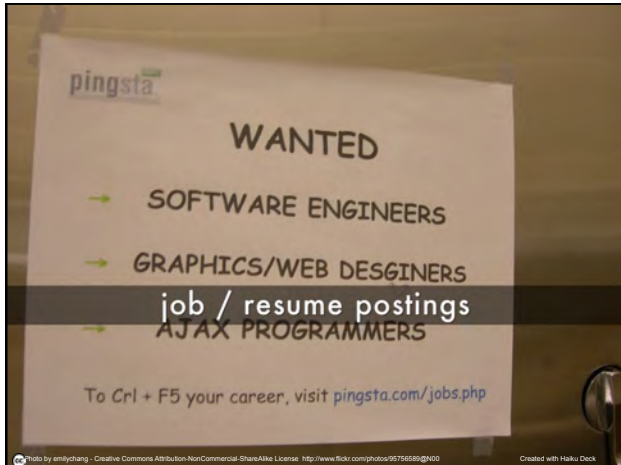 pingsta
WANTED
→ SOFTWARE ENGINEERS
→ GRAPHICS/WEB DESGINERS
job / resume postings
→ AJAX PROGRAMMERS
To Crl + F5 your career, visit pingsta.com/jobs.php
Photo by emilychang - Creative Commons Attribution-NonCommercial-ShareAlike License http://www.flickr.com/photos/95756589@N00
Created with Haiku Deck